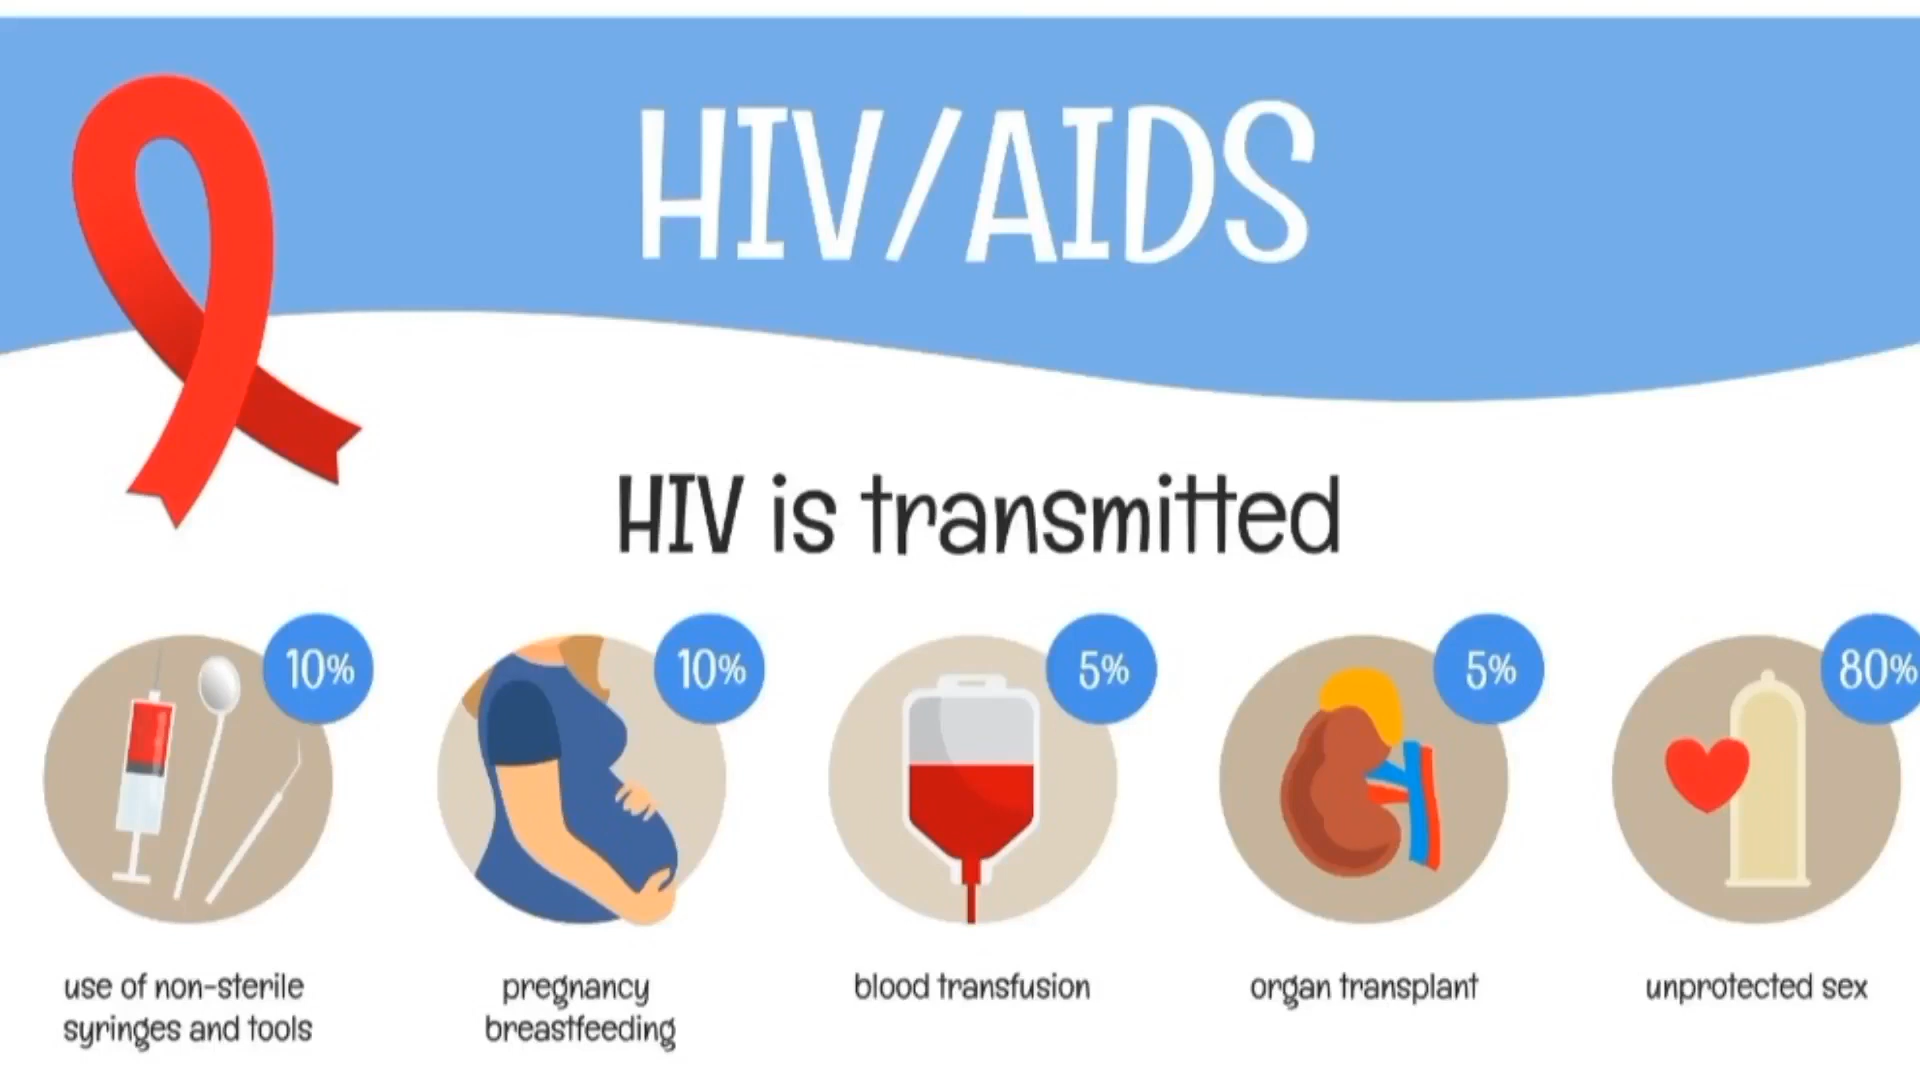 HIV/AIDS
HIV is transmitted
10%
10%
5%
5%
80%
use of non-sterile
syringes and tools
pregnancy
breastfeeding
blood transfusion
organ transplant
unprotected sex